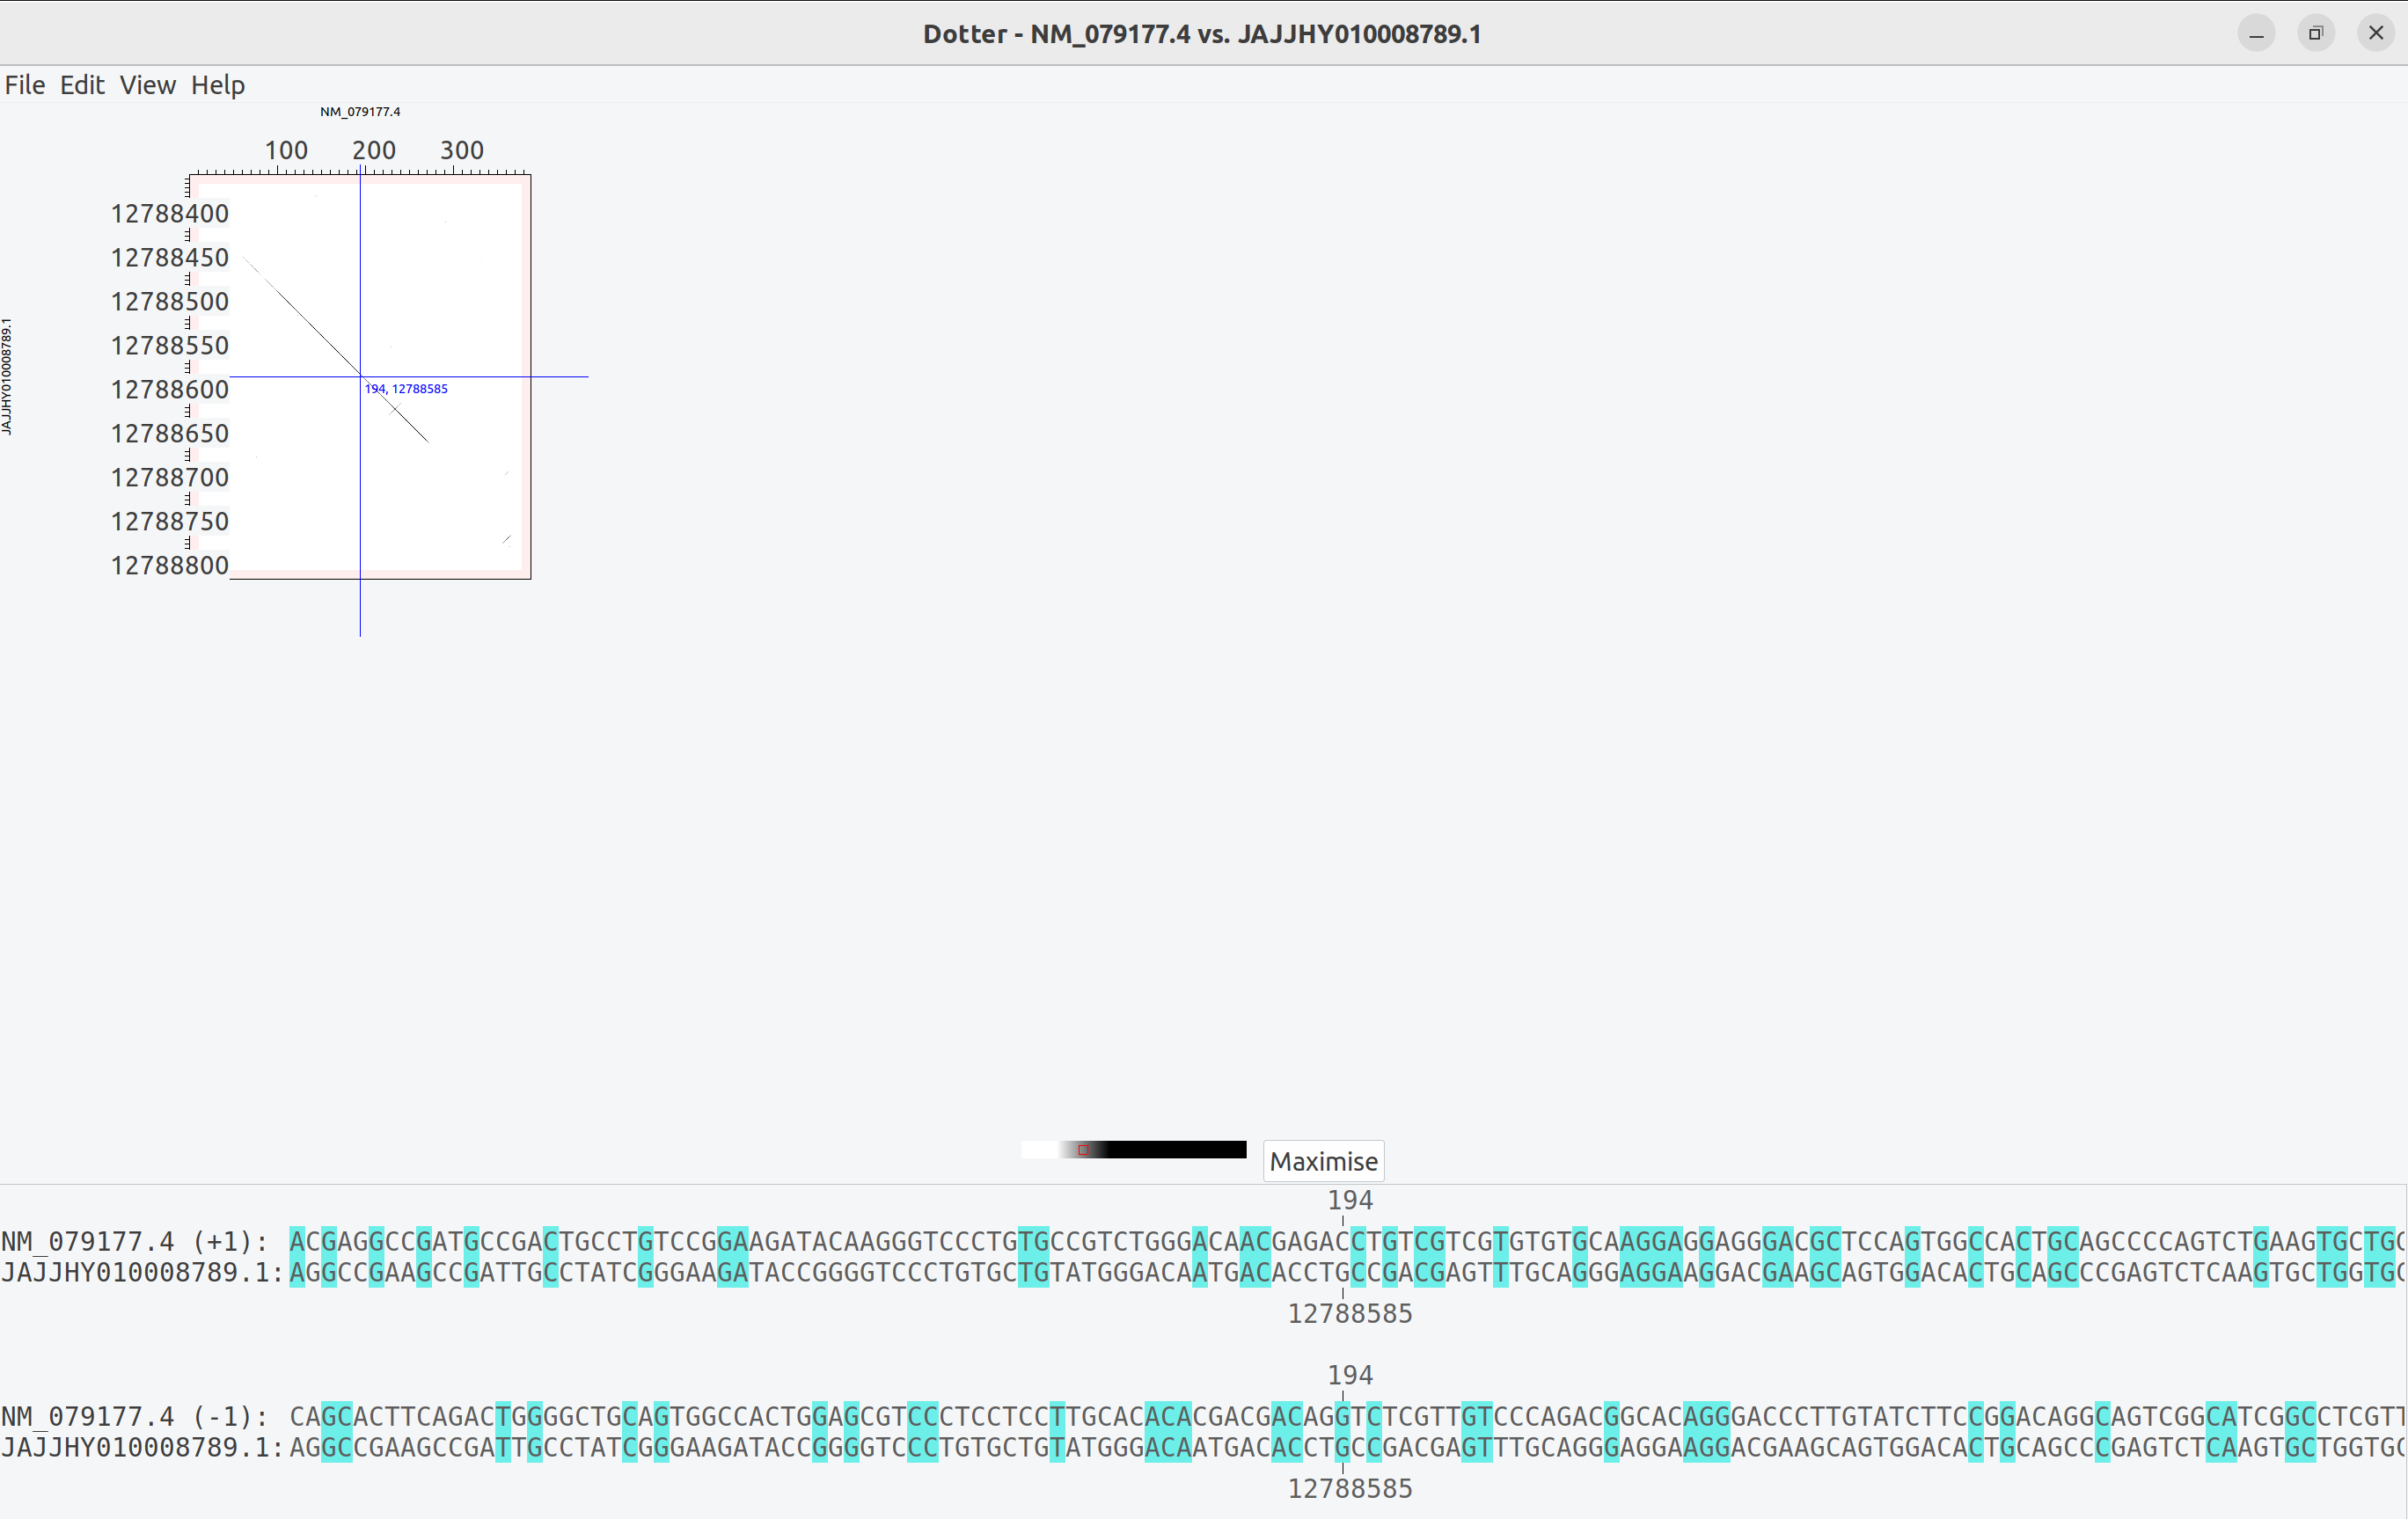 Dotter - NM_079177.4 vs. JAJJHY010008789.1
File Edit View Help
NM_079177.4
100 200 300
JAJJHY010008789.1
12788400
12788450
12788500
12788550
12788600
194, 12788585
12788650
12788700
12788750
12788800
Maximise
194
NM_079177.4 (+1): ACGAGGCCGATGCCGACTGCCTGTCCGGAAGATACAAGGGTCCCTGTGCCGTCTGGGACAACGAGACCTGTCGTCGTGTGTGCAAGGAGGAGGGACGCTCCAGTGGCCACTGCAGCCCCAGTCTGAAGTGCTGC
JAJJHY010008789.1: AGGCCGAAGCCGATTGCCTATCGGGAAGATACCGGGGTCCCTGTGCTGTATGGGACAATGACACCTGCCGACGAGTTTGCAGGGAGGAAGGACGAAGCAGTGGACACTGCAGCCCGAGTCTCAAGTGCTGGTGC
12788585
194
NM_079177.4 (-1): CAGCACTTCAGACTGGGGCTGCAGTGGCCACTGGAGCGTCCCTCCTCCTTGCACACACGACGACAGGTCTCGTTGTCCCAGACGGCACAGGGACCCTTGTATCTTCCGGACAGGCAGTCGGCATCGGCCTCGTT
JAJJHY010008789.1: AGGCCGAAGCCGATTGCCTATCGGGAAGATACCGGGGTCCCTGTGCTGTATGGGACAATGACACCTGCCGACGAGTTTGCAGGGAGGAAGGACGAAGCAGTGGACACTGCAGCCCGAGTCTCAAGTGCTGGTGC
12788585